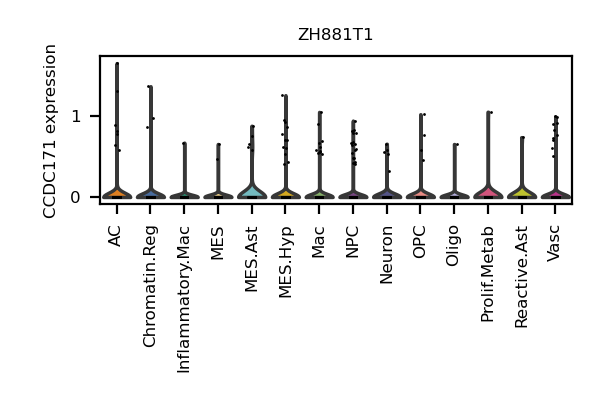 ZH881T1
CCDC171 expression
1
0
AC
Chromatin.Reg
Inflammatory.Mac
MES
MES.Ast
MES.Hyp
Mac
NPC
Neuron
OPC
Oligo
Prolif.Metab
Reactive.Ast
Vasc